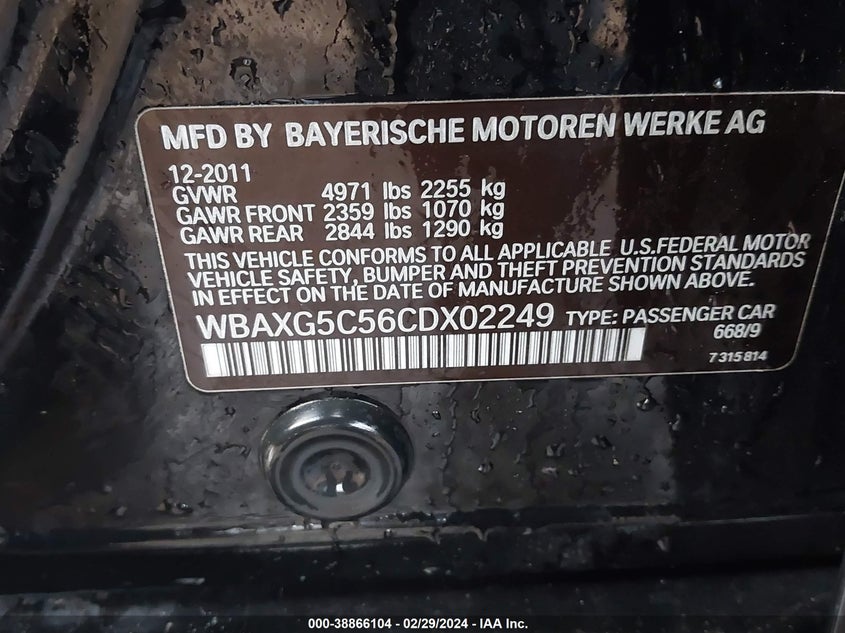 MFD BY BAYERISCHE MOTOREN WERKE AG
12-2011
GVWR 4971 lbs 2255 kg
GAWR FRONT 2359 lbs 1070 kg
GAWR REAR 2844 lbs 1290 kg
THIS VEHICLE CONFORMS TO ALL APPLICABLE U.S.FEDERAL MOTOR
VEHICLE SAFETY, BUMPER AND THEFT PREVENTION STANDARDS
IN EFFECT ON THE DATE OF MANUFACTURE SHOWN ABOVE.
WBAXG5C56CDX02249 TYPE: PASSENGER CAR
668/9
7315814
000-38866104 - 02/29/2024 - IAA Inc.